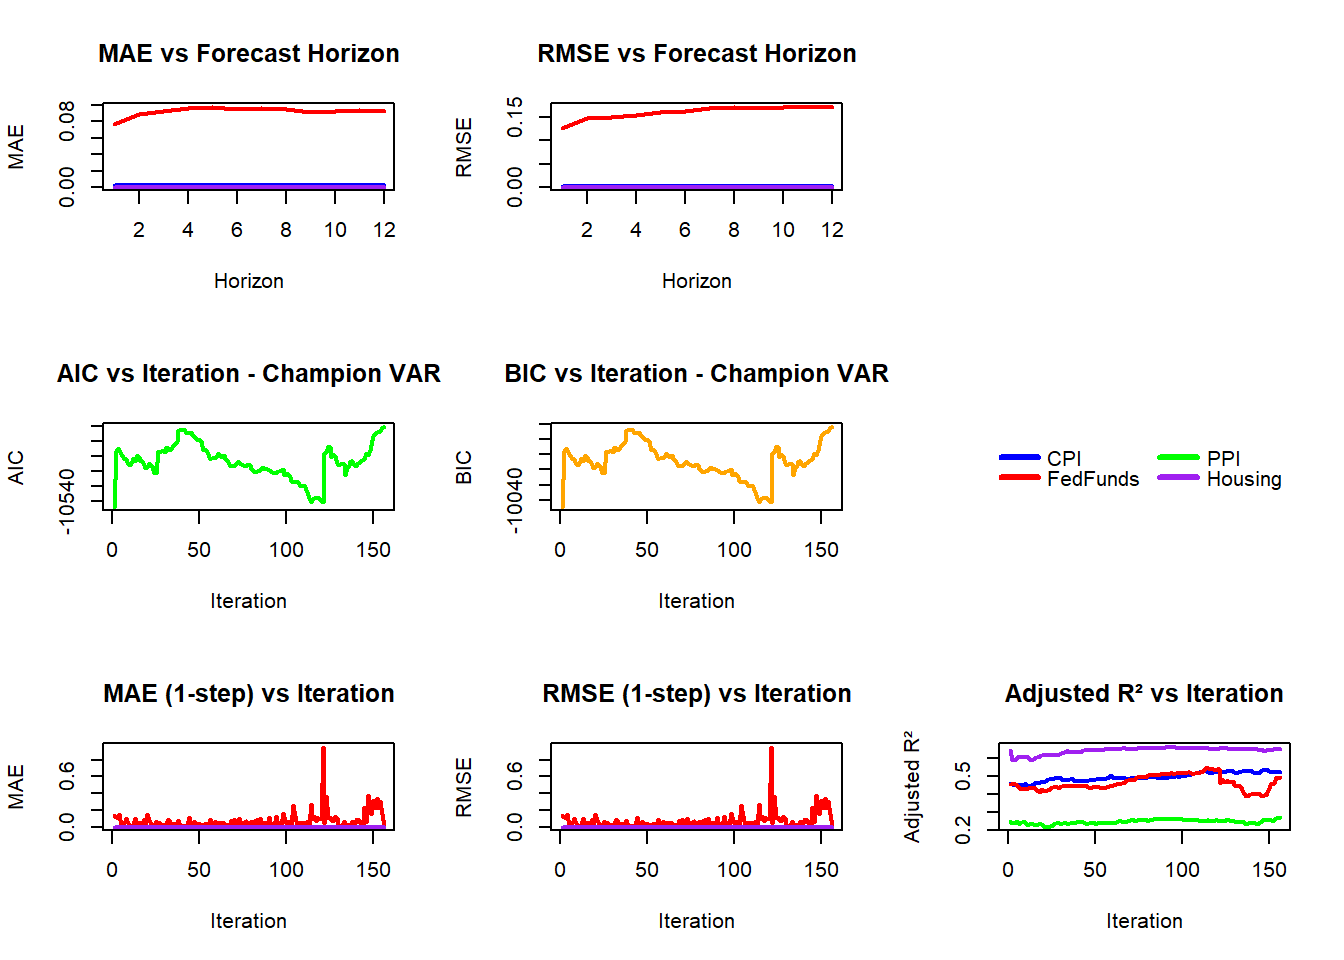 MAE vs Forecast Horizon
MAE
0.08
0.00
2 4 6 8 10 12
Horizon
RMSE vs Forecast Horizon
RMSE
0.15
0.00
2 4 6 8 10 12
Horizon
AIC vs Iteration - Champion VAR
AIC
-10540
0 50 100 150
Iteration
BIC vs Iteration - Champion VAR
BIC
-10040
0 50 100 150
Iteration
CPI PPI
FedFunds Housing
MAE (1-step) vs Iteration
MAE
0.6
0.0
0 50 100 150
Iteration
RMSE (1-step) vs Iteration
RMSE
0.6
0.0
0 50 100 150
Iteration
Adjusted R² vs Iteration
Adjusted R²
0.5
0.2
0 50 100 150
Iteration